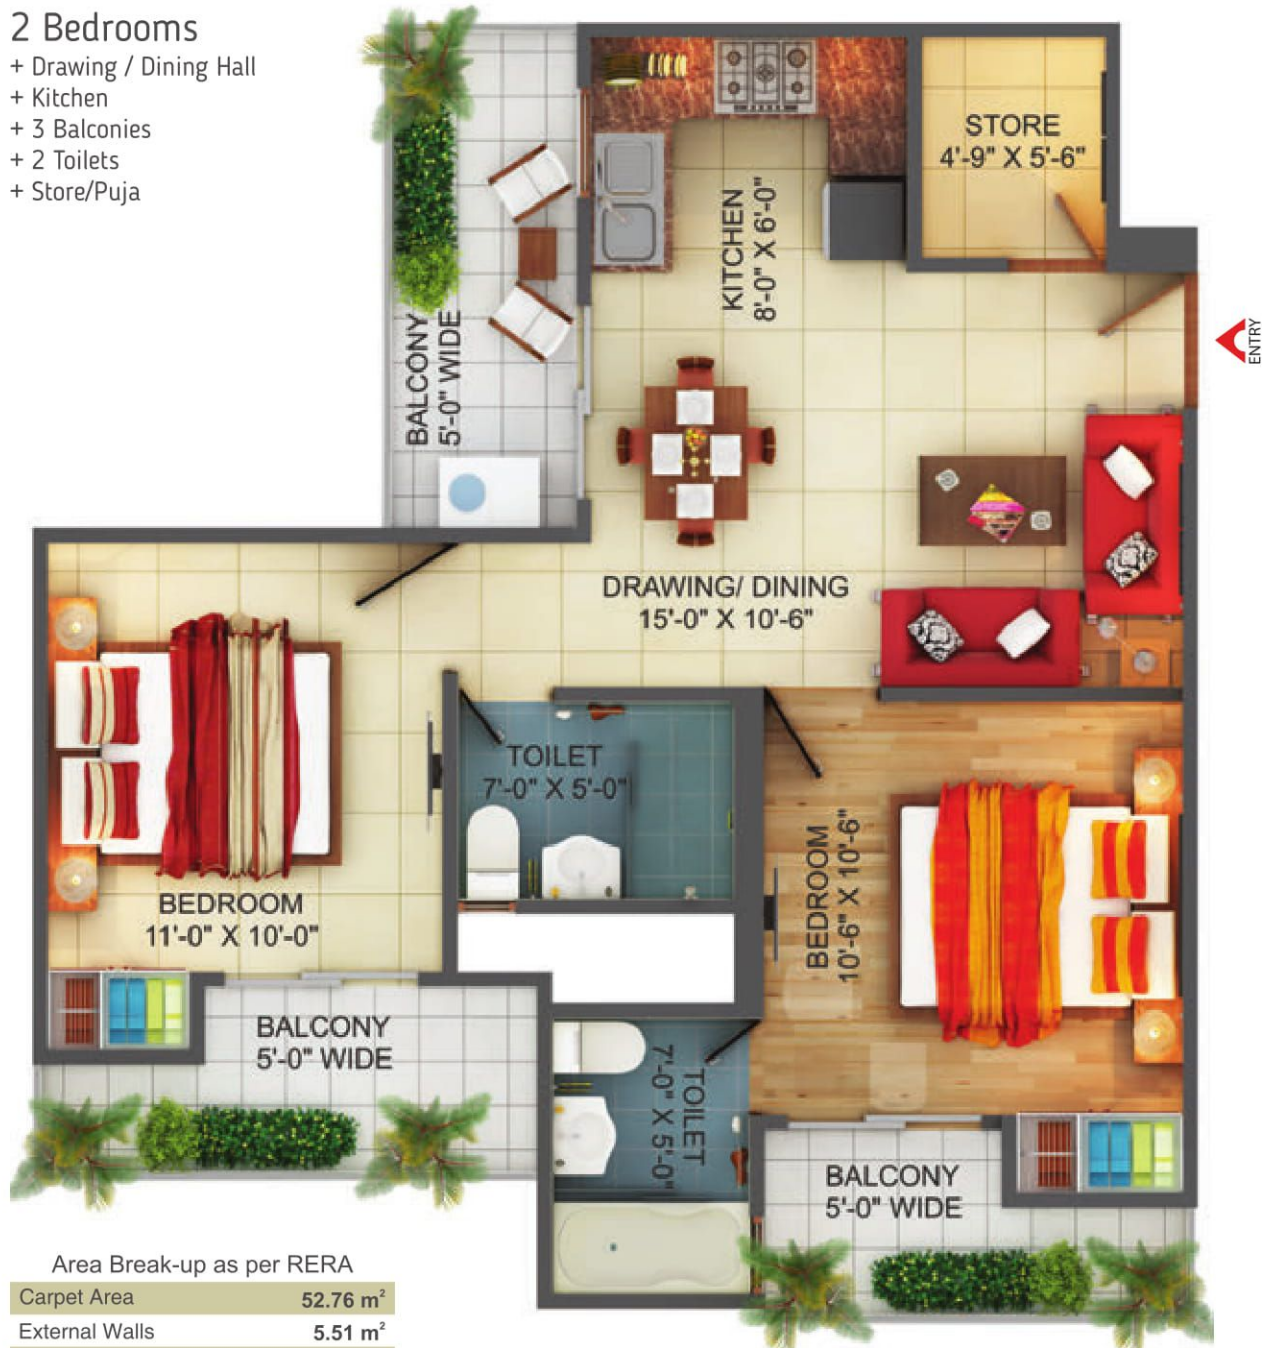 2 Bedrooms
+ Drawing / Dining Hall
+ Kitchen
+ 3 Balconies
+ 2 Toilets
+ Store/Puja
STORE
4'-9" X 5'-6"
KITCHEN
8'-0" X 6'-0"
BALCONY
5'-0" WIDE
ENTRY
DRAWING/ DINING
15'-0" X 10'-6"
TOILET
7'-0" X 5'-0"
BEDROOM
11'-0" X 10'-0"
BEDROOM
10'-6" X 10'-6"
BALCONY
5'-0" WIDE
TOILET
7'-0" X 5'-0"
BALCONY
5'-0" WIDE
Area Break-up as per RERA
Carpet Area 52.76 m²
External Walls 5.51 m²